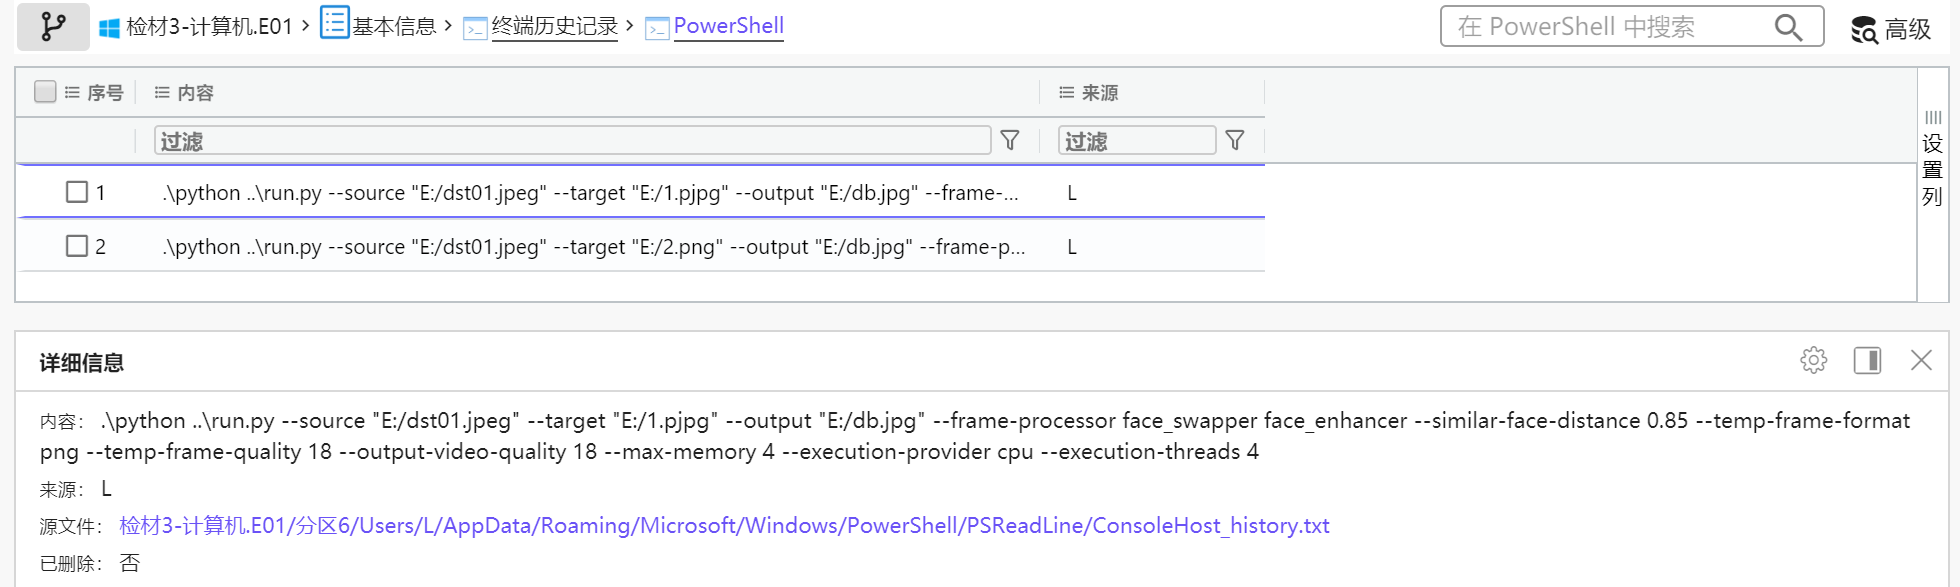 检材3-计算机.E01 › 基本信息 › 终端历史记录 › PowerShell
在 PowerShell 中搜索
高级
序号 内容 来源
过滤 过滤
1 .\python ..\run.py --source "E:/dst01.jpeg" --target "E:/1.pjpg" --output "E:/db.jpg" --frame-... L
2 .\python ..\run.py --source "E:/dst01.jpeg" --target "E:/2.png" --output "E:/db.jpg" --frame-p... L
设置列
详细信息
内容： .\python ..\run.py --source "E:/dst01.jpeg" --target "E:/1.pjpg" --output "E:/db.jpg" --frame-processor face_swapper face_enhancer --similar-face-distance 0.85 --temp-frame-format
png --temp-frame-quality 18 --output-video-quality 18 --max-memory 4 --execution-provider cpu --execution-threads 4
来源： L
源文件： 检材3-计算机.E01/分区6/Users/L/AppData/Roaming/Microsoft/Windows/PowerShell/PSReadLine/ConsoleHost_history.txt
已删除： 否